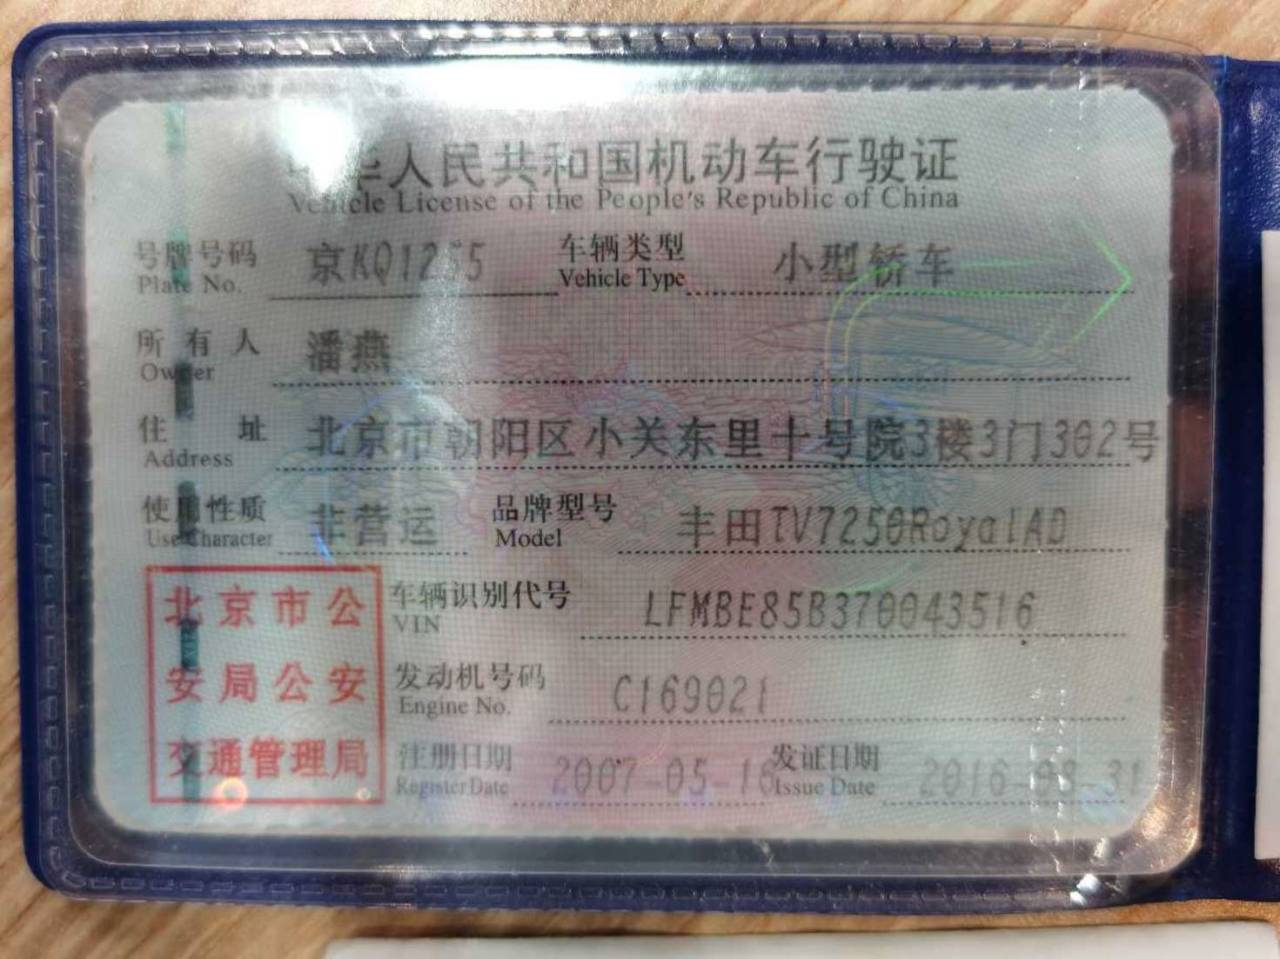 中华人民共和国机动车行驶证
Vehicle License of the People's Republic of China
号牌号码 车辆类型 小型轿车
Plate No. Vehicle Type
所有人 潘燕
Owner
住址 北京市朝阳区小关东里十号院3楼3门302号
Address
使用性质 非营运 品牌型号 丰田TV7250RoyalAD
Use Character Model
车辆识别代号 LFMBE85B370043516
VIN
发动机号码 C169021
Engine No.
注册日期 2007-05-16 发证日期 2016-08-31
Register Date Issue Date
北京市公
安局公安
交通管理局